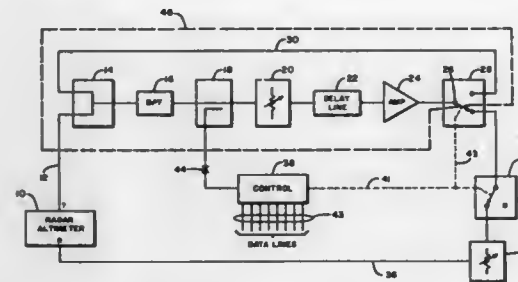 46
30
14
16
18
20
22
24
26
28
BPF
DELAY
LINE
AMP
12
44
38
42
CONTROL
41
43
10
RADAR
ALTIMETER
DATA LINES
36